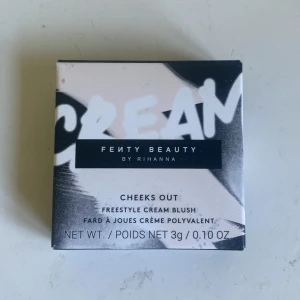 CREAM
FEИTY BEAUTY
BY RIHANNA
CHEEKS OUT
FREESTYLE CREAM BLUSH
FARD À JOUES CRÈME POLYVALENT
NET WT. / POIDS NET 3g / 0.10 OZ